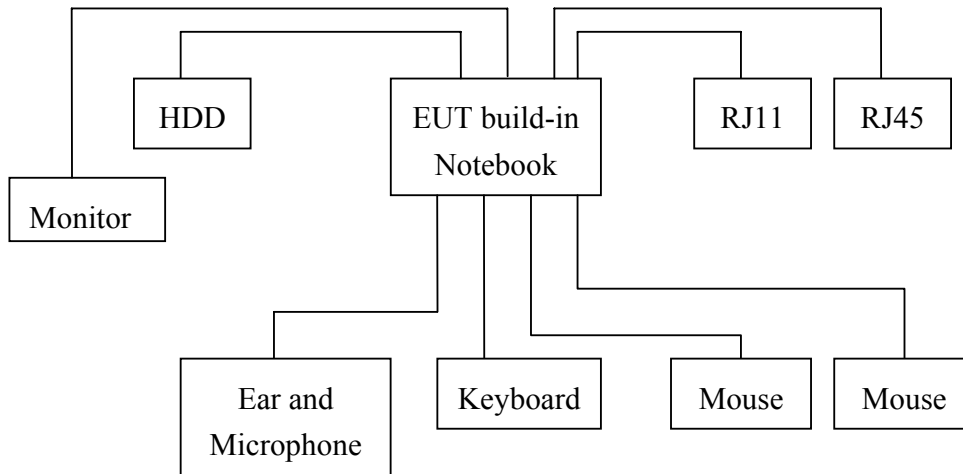 HDD
EUT build-in
Notebook
RJ11
RJ45
Monitor
Ear and
Microphone
Keyboard
Mouse
Mouse